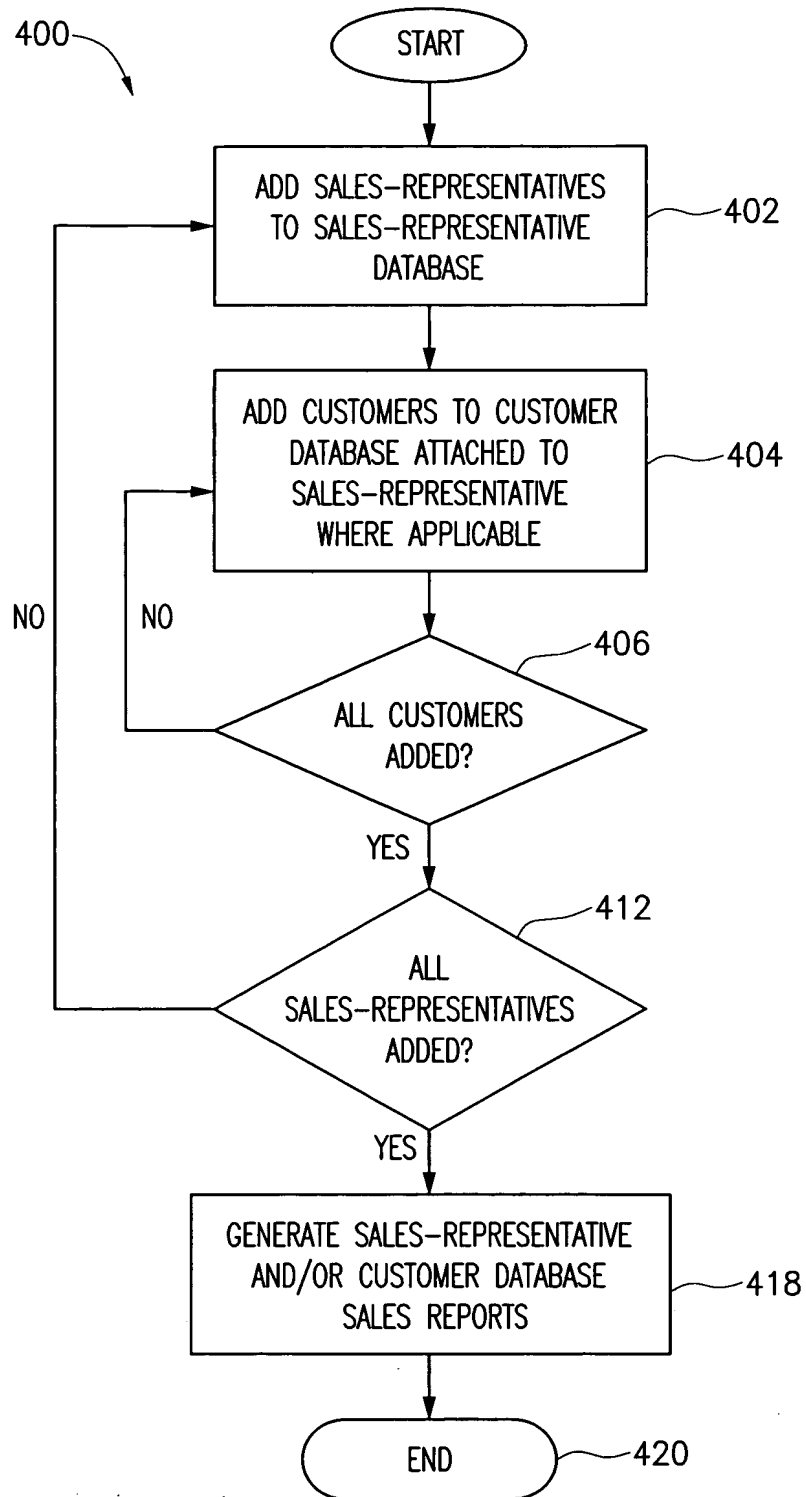 400
START
ADD SALES-REPRESENTATIVES
TO SALES-REPRESENTATIVE
DATABASE
402
ADD CUSTOMERS TO CUSTOMER
DATABASE ATTACHED TO
SALES-REPRESENTATIVE
WHERE APPLICABLE
404
NO
NO
406
ALL CUSTOMERS
ADDED?
YES
412
ALL
SALES-REPRESENTATIVES
ADDED?
YES
GENERATE SALES-REPRESENTATIVE
AND/OR CUSTOMER DATABASE
SALES REPORTS
418
END
420